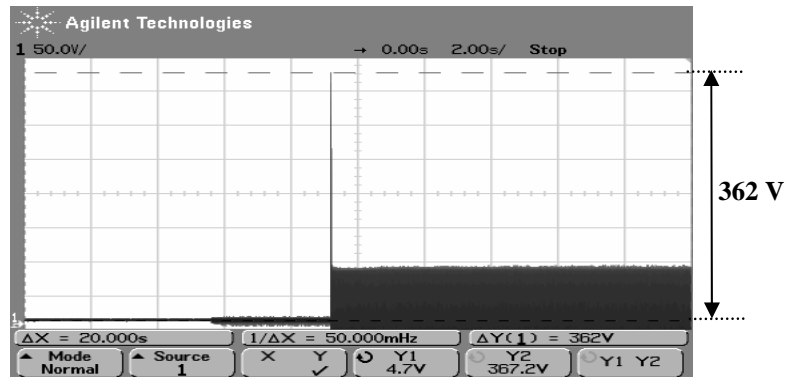 Agilent Technologies
1 50.0V/ → 0.00s 2.00s/ Stop
362 V
1
ΔX = 20.000s 1/ΔX = 50.000mHz ΔY(1) = 362V
Mode Source X Y Y1 Y2 Y1 Y2
Normal 1 ✓ 4.7V 367.2V